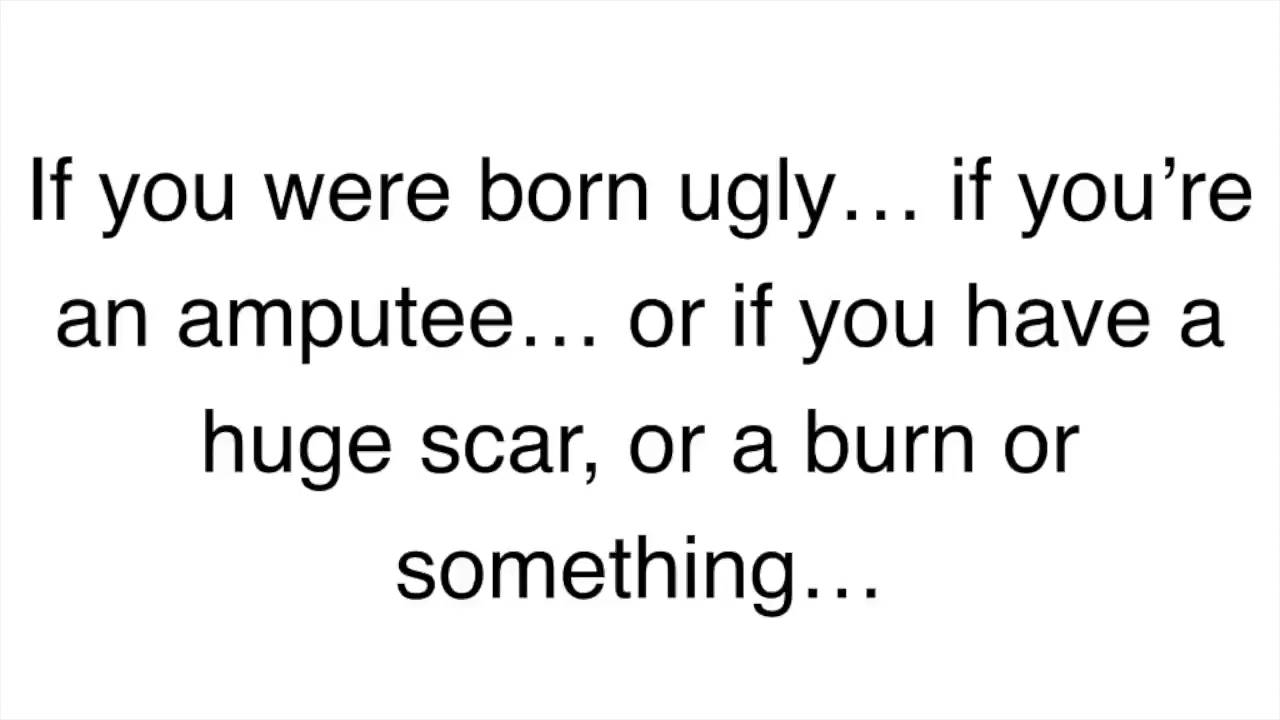 If you were born ugly… if you’re
an amputee… or if you have a
huge scar, or a burn or
something…